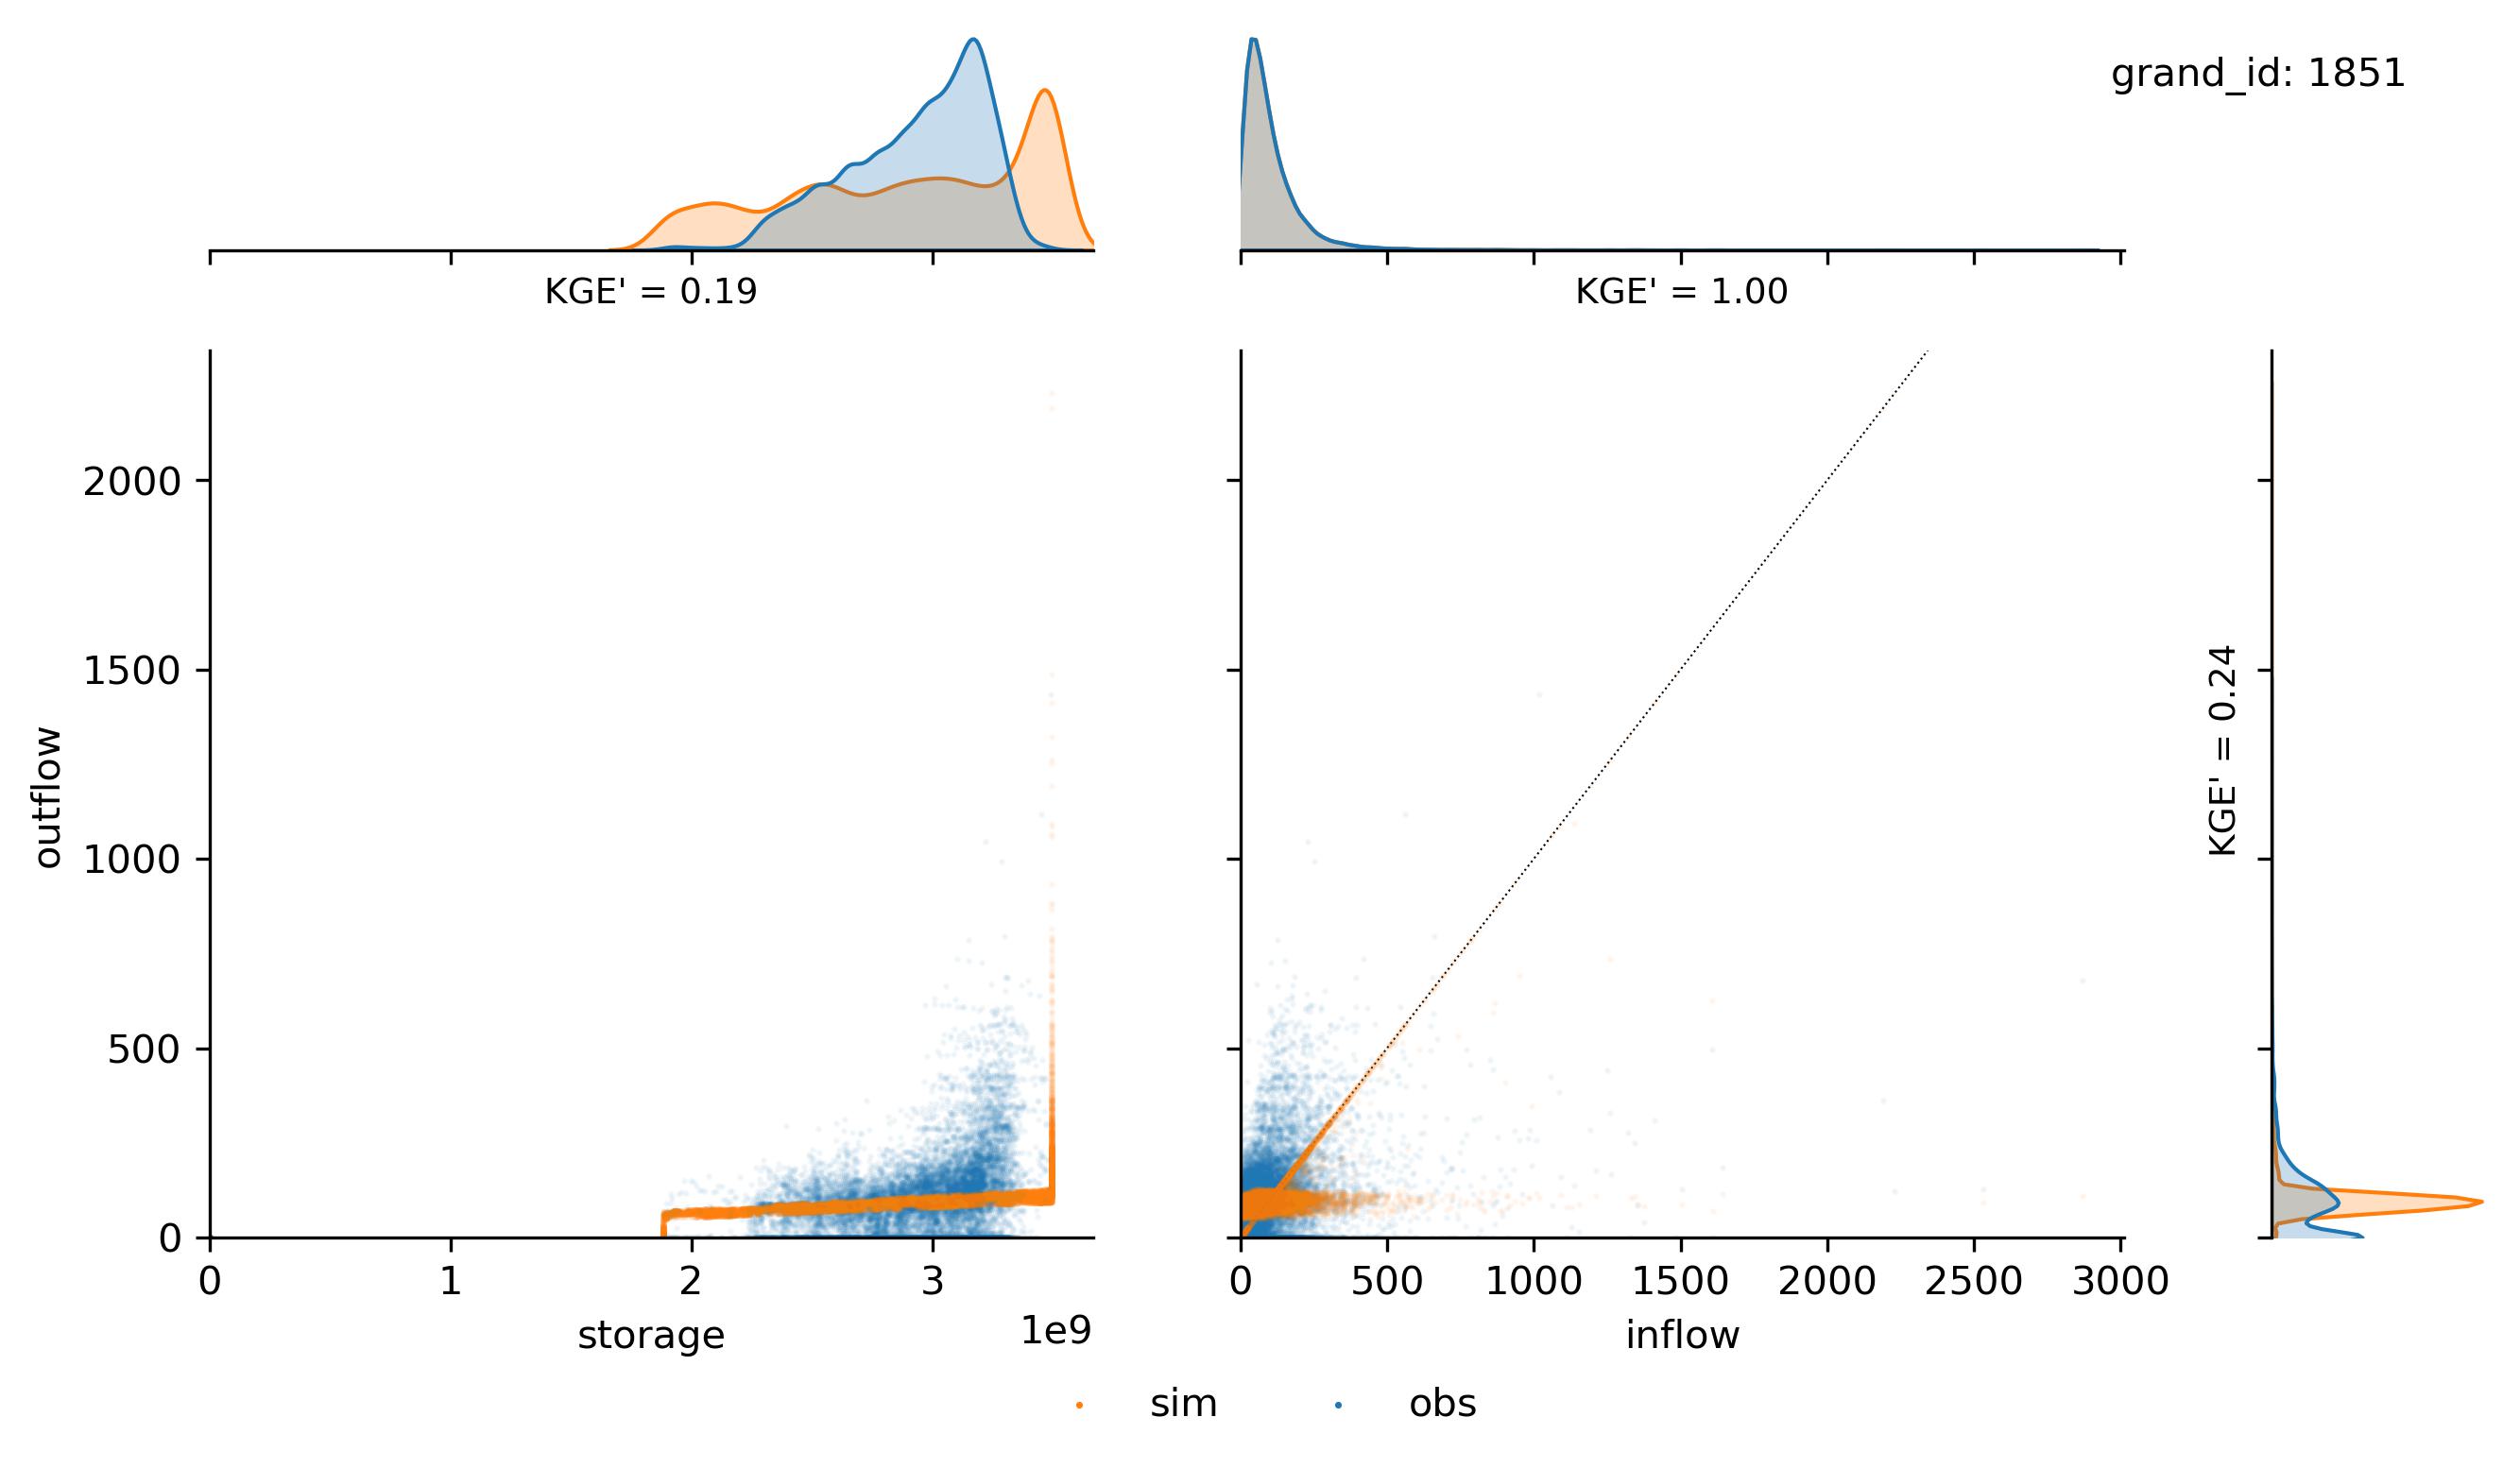 grand_id: 1851
KGE' = 0.19
KGE' = 1.00
outflow
2000
1500
1000
500
0
KGE' = 0.24
0 1 2 3
1e9
storage
0 500 1000 1500 2000 2500 3000
inflow
sim obs